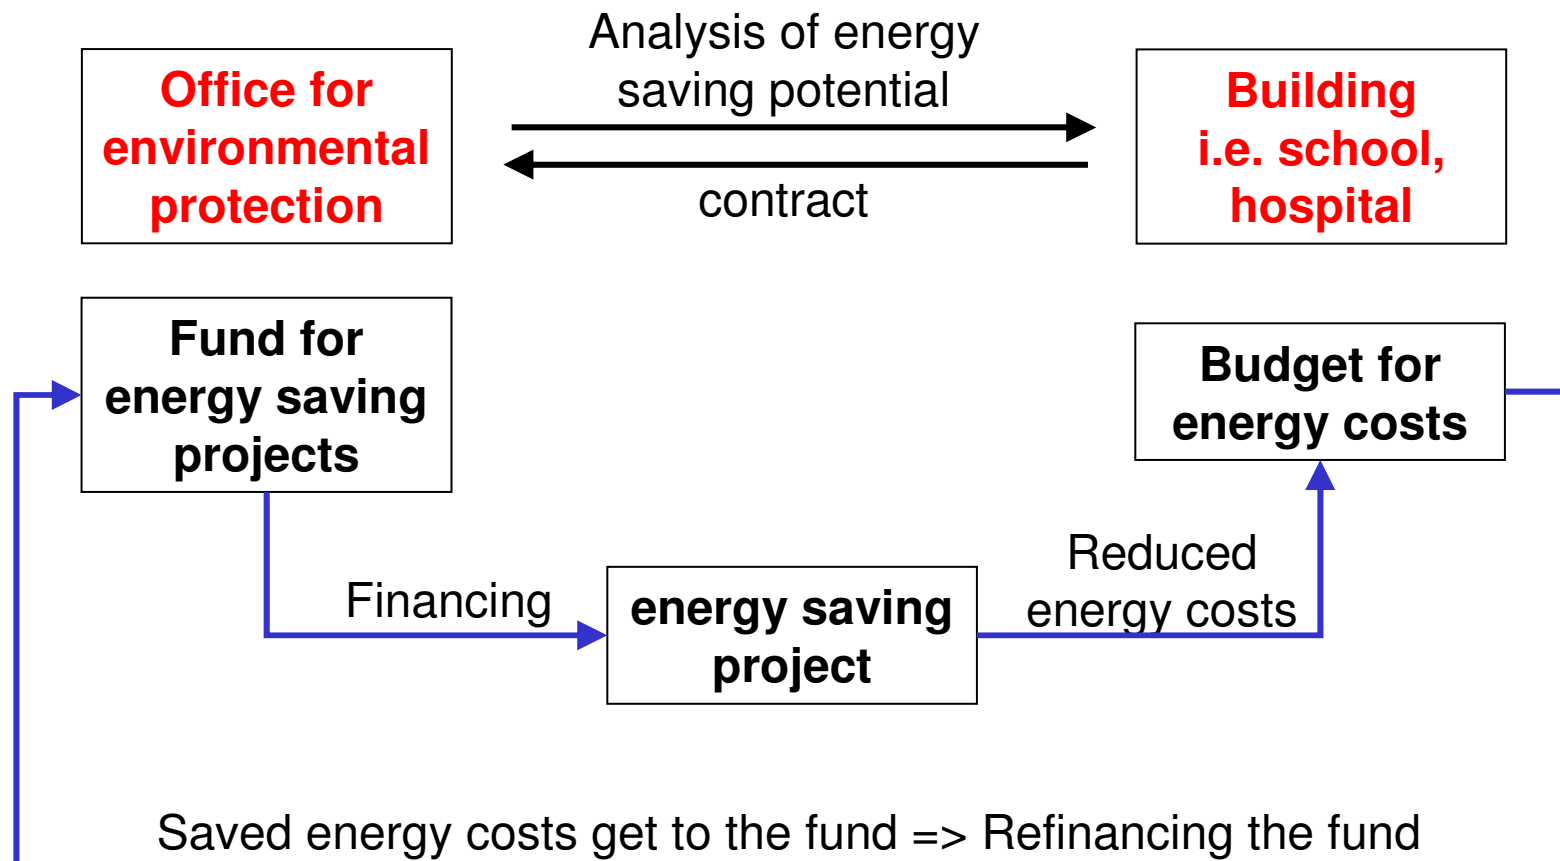 Office for
environmental
protection
Analysis of energy
saving potential
contract
Building
i.e. school,
hospital
Fund for
energy saving
projects
Budget for
energy costs
Financing
energy saving
project
Reduced
energy costs
Saved energy costs get to the fund => Refinancing the fund